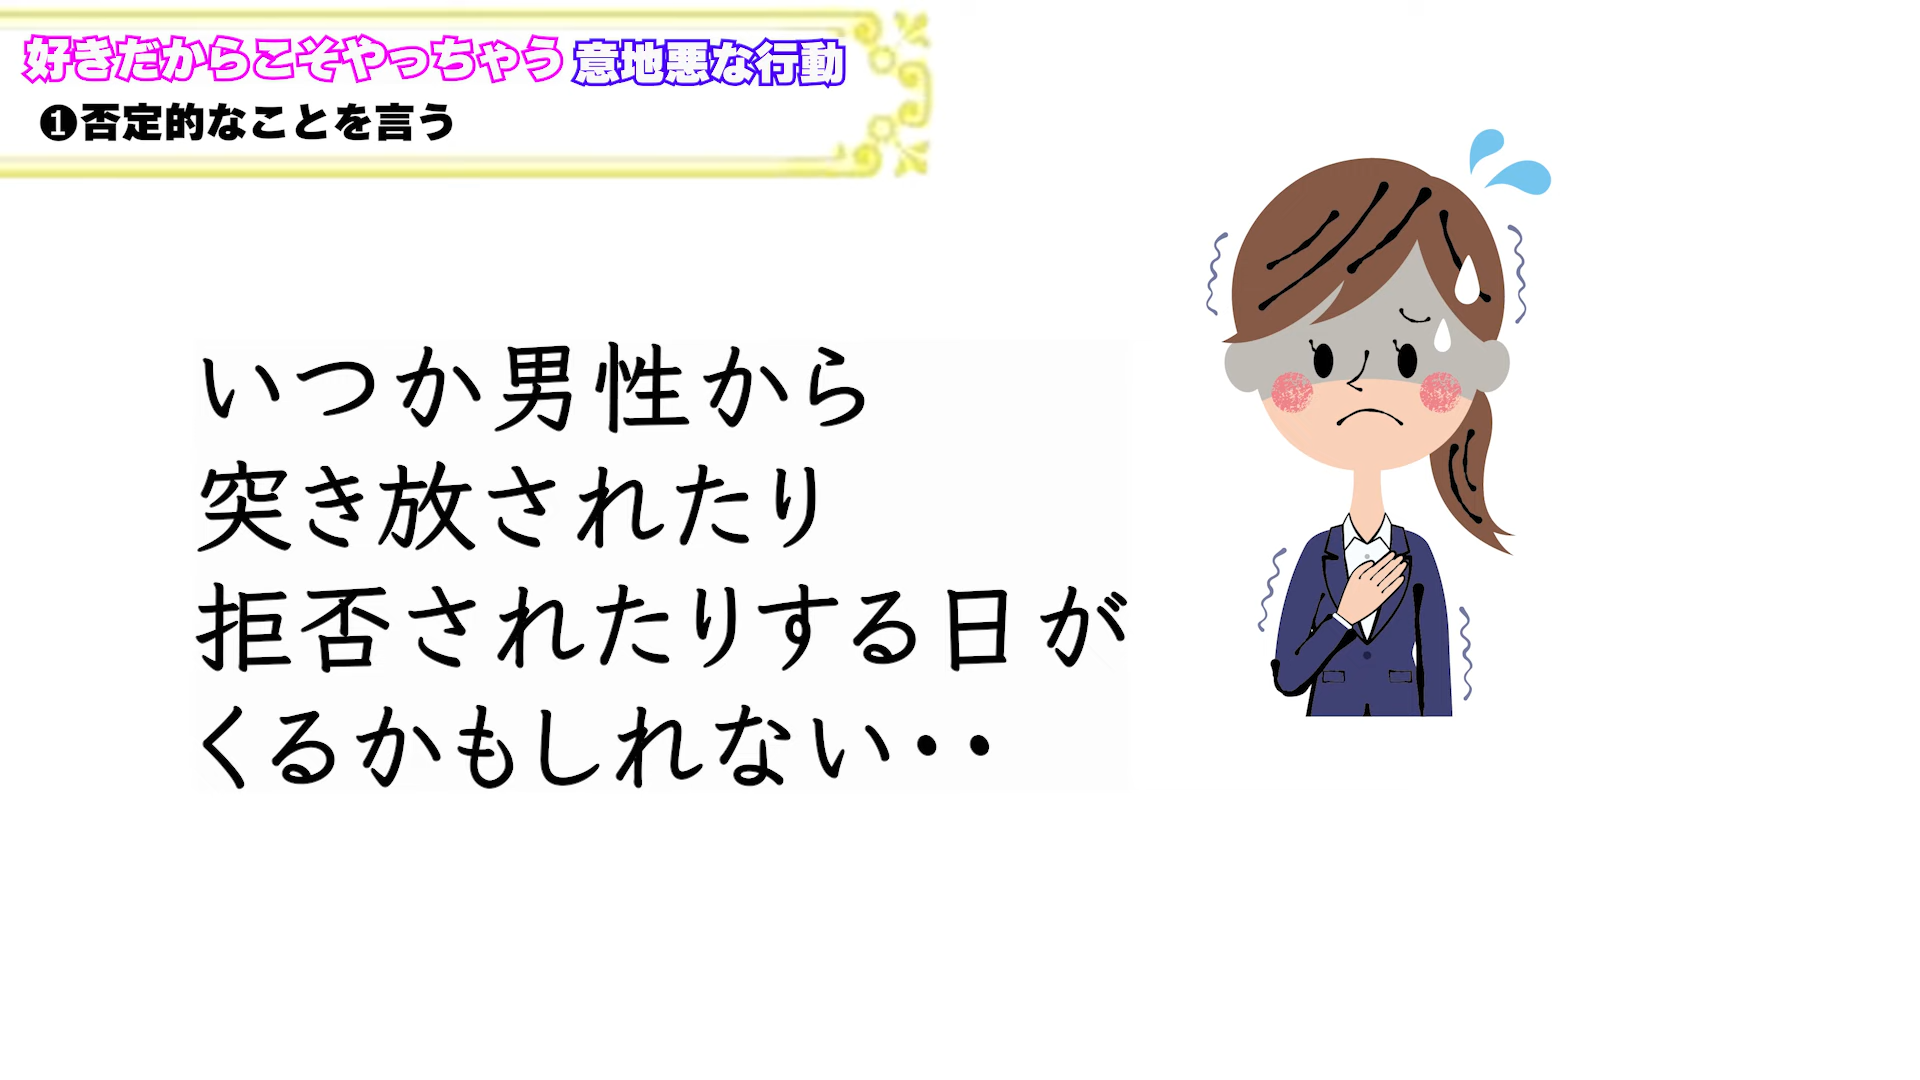 好きだからこそやっちゃう 意地悪な行動
❶否定的なことを言う
いつか男性から
突き放されたり
拒否されたりする日が
くるかもしれない・・